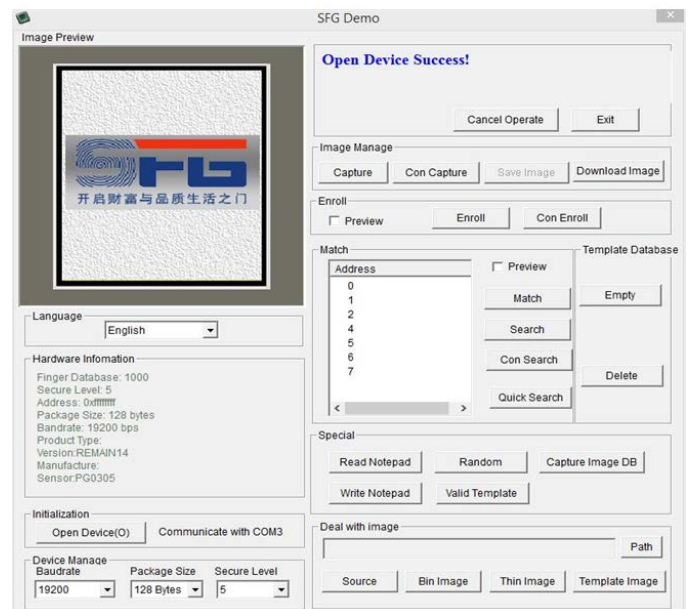 SFG Demo
Image Preview
SFG
开启财富与品质生活之门
Language
English
Hardware Infomation
Finger Database: 1000
Secure Level: 5
Address: 0xffffffff
Package Size: 128 bytes
Bandrate: 19200 bps
Product Type:
Version:REMAIN14
Manufacture:
Sensor:PG0305
Initialization
Open Device(O)
Communicate with COM3
Device Manage
Baudrate
Package Size
Secure Level
19200
128 Bytes
5
Open Device Success!
Cancel Operate
Exit
Image Manage
Capture
Con Capture
Save Image
Download Image
Enroll
Preview
Enroll
Con Enroll
Match
Address
0
1
2
4
5
6
7
Preview
Match
Search
Con Search
Quick Search
Template Database
Empty
Delete
Special
Read Notepad
Random
Capture Image DB
Write Notepad
Valid Template
Deal with image
Path
Source
Bin Image
Thin Image
Template Image